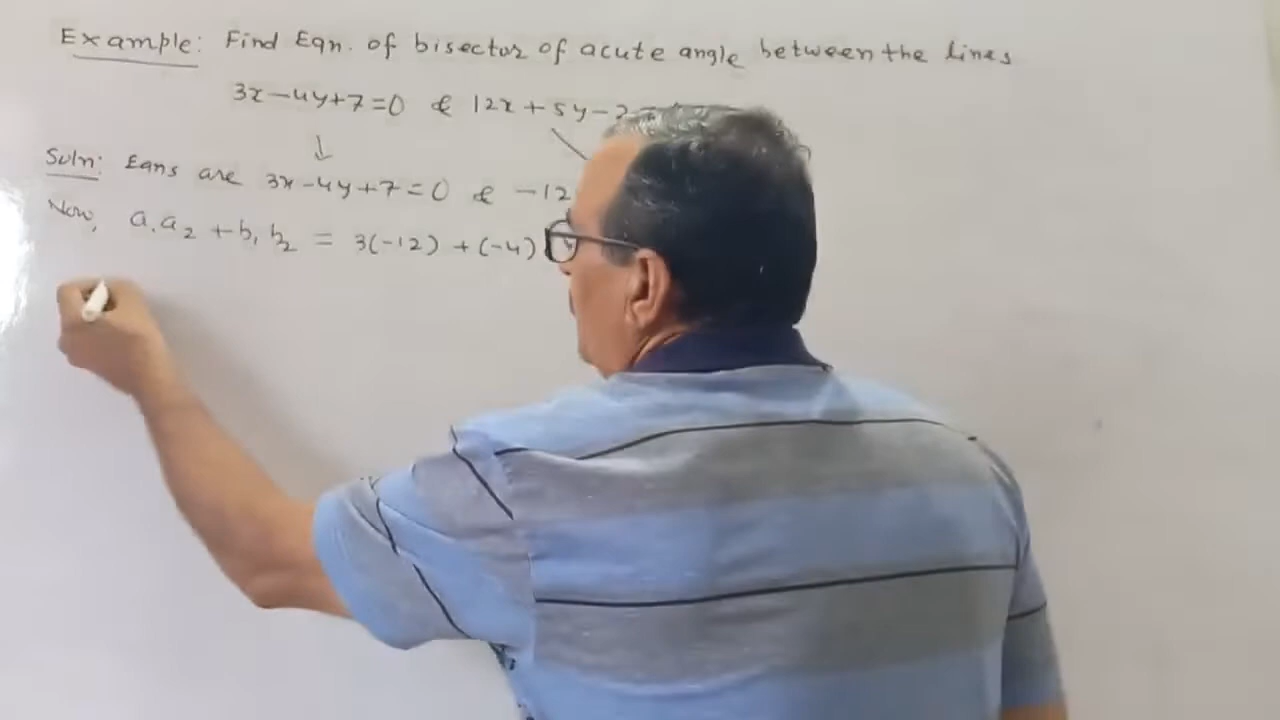 Example: Find Eqn. of bisector of acute angle between the lines
3x-4y+7=0 & 12x+5y-2=
Soln: Eqns are 3x-4y+7=0 & -12
Now, a1a2 + b1b2 = 3(-12) + (-4)